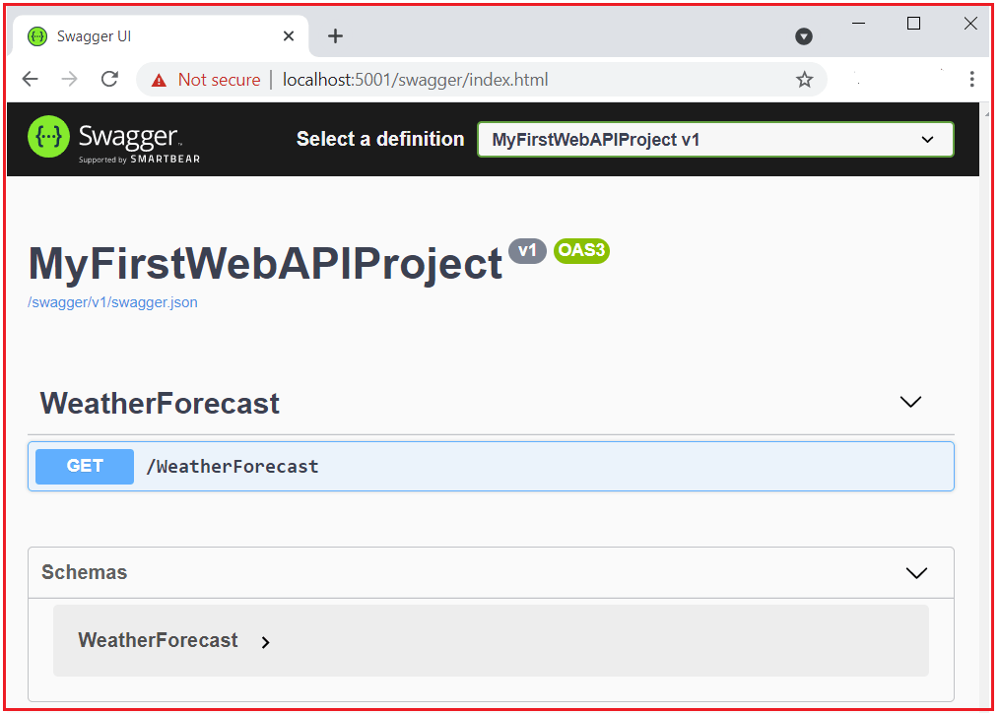 Swagger UI
Not secure | localhost:5001/swagger/index.html
{···} Swagger™
Supported by SMARTBEAR
Select a definition
MyFirstWebAPIProject v1
MyFirstWebAPIProject v1 OAS3
/swagger/v1/swagger.json
WeatherForecast
GET /WeatherForecast
Schemas
WeatherForecast